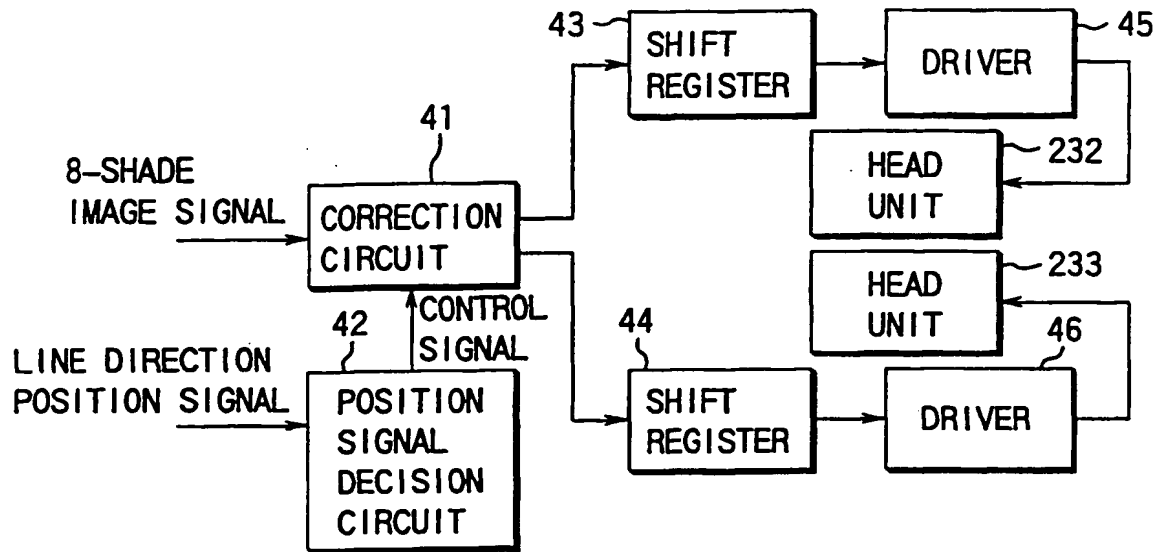 43
SHIFT
REGISTER
45
DRIVER
41
8-SHADE
IMAGE SIGNAL
CORRECTION
CIRCUIT
232
HEAD
UNIT
233
HEAD
UNIT
CONTROL
SIGNAL
42
LINE DIRECTION
POSITION SIGNAL
POSITION
SIGNAL
DECISION
CIRCUIT
44
SHIFT
REGISTER
46
DRIVER